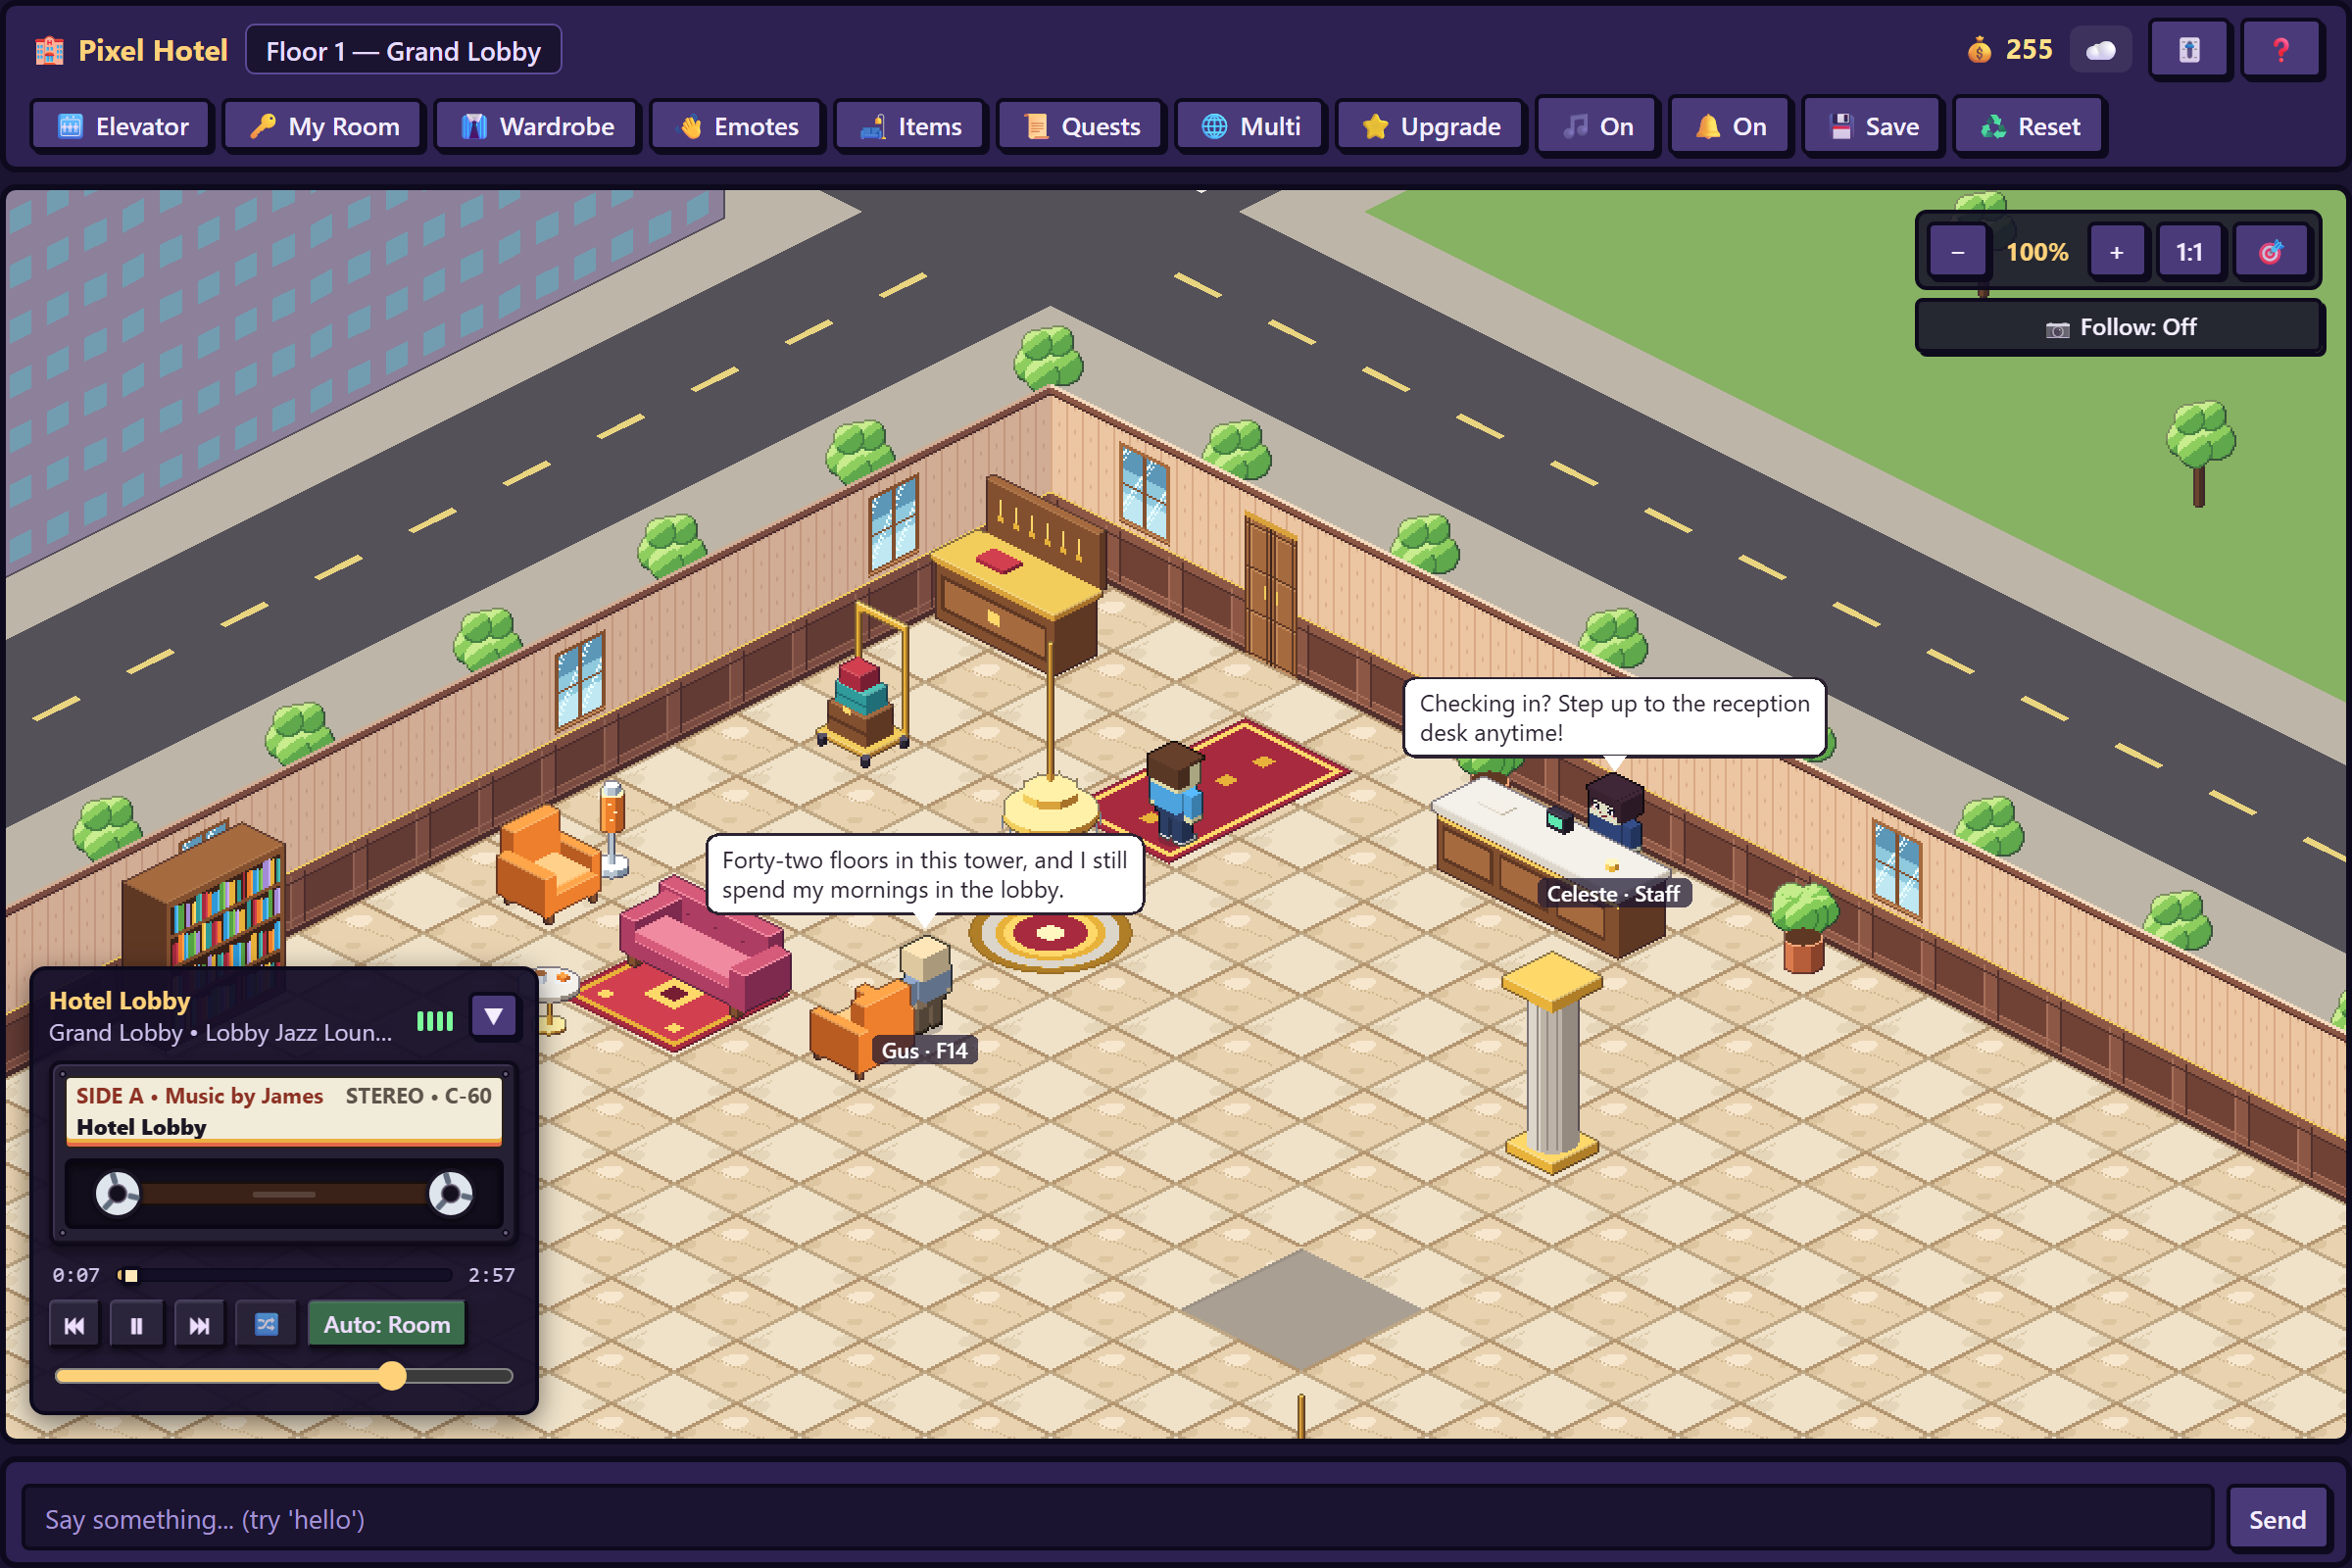 Pixel Hotel
Floor 1 — Grand Lobby
255
Elevator
My Room
Wardrobe
Emotes
Items
Quests
Multi
Upgrade
On
On
Save
Reset
− 100% + 1:1
Follow: Off
Checking in? Step up to the reception
desk anytime!
Forty-two floors in this tower, and I still
spend my mornings in the lobby.
Celeste · Staff
Gus · F14
Hotel Lobby
Grand Lobby • Lobby Jazz Loun...
SIDE A • Music by James
STEREO • C-60
Hotel Lobby
0:07
2:57
Auto: Room
Say something... (try 'hello')
Send